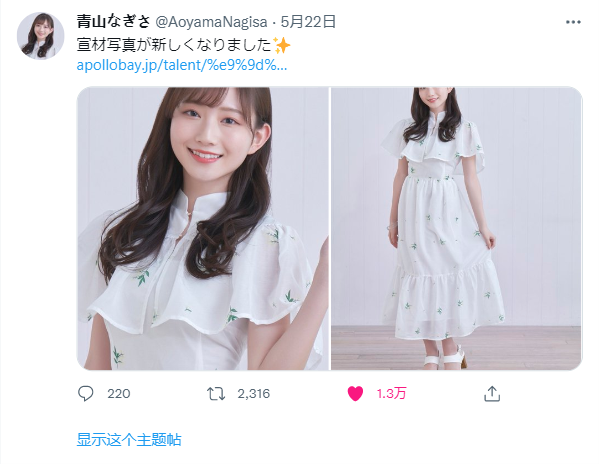 青山なぎさ @AoyamaNagisa · 5月22日
宣材写真が新しくなりました✨
apollobay.jp/talent/%e9%9d%...
220 2,316 1.3万
显示这个主题帖